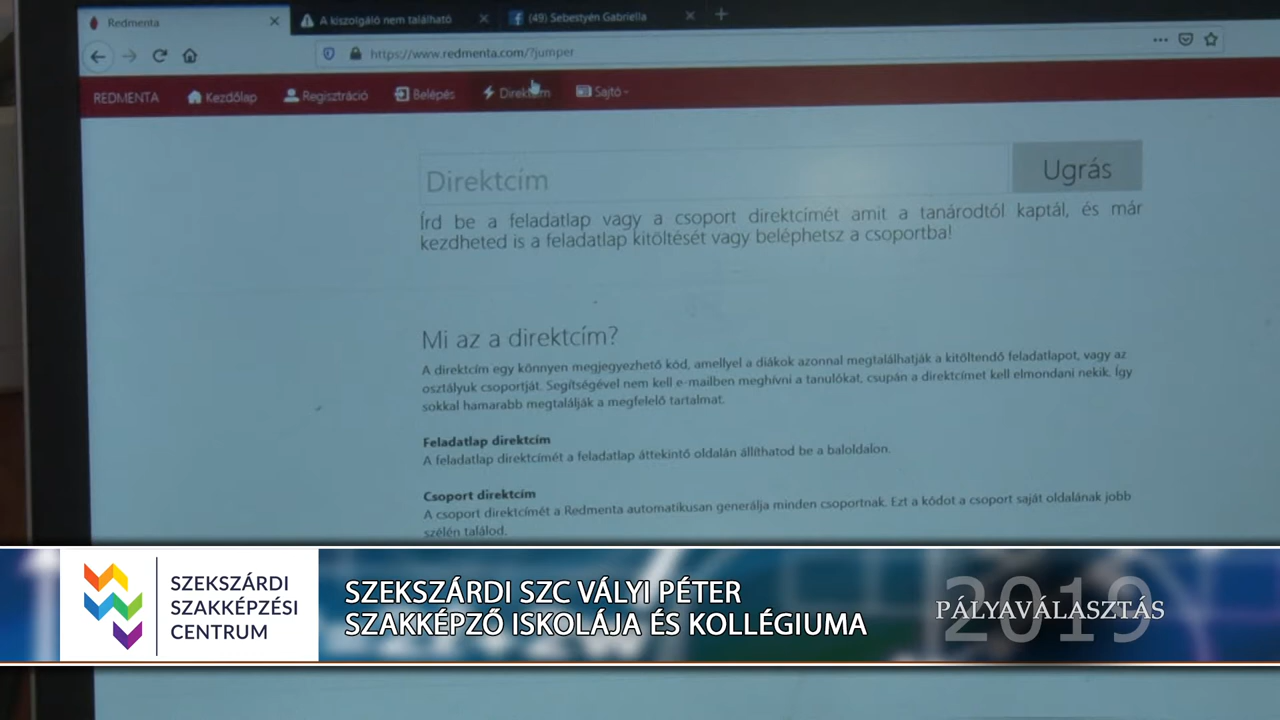 Redmenta
A kiszolgáló nem található
(49) Sebestyén Gabriella
https://www.redmenta.com/?jumper
REDMENTA Kezdőlap Regisztráció Belépés Direktcím Sajtó
Direktcím
Ugrás
Írd be a feladatlap vagy a csoport direktcímét amit a tanárodtól kaptál, és már
kezdheted is a feladatlap kitöltését vagy beléphetsz a csoportba!
Mi az a direktcím?
A direktcím egy könnyen megjegyezhető kód, amellyel a diákok azonnal megtalálhatják a kitöltendő feladatlapot, vagy az
osztályuk csoportját. Segítségével nem kell e-mailben meghívni a tanulókat, csupán a direktcímet kell elmondani nekik. Így
sokkal hamarabb megtalálják a megfelelő tartalmat.
Feladatlap direktcím
A feladatlap direktcímét a feladatlap áttekintő oldalán állíthatod be a baloldalon.
Csoport direktcím
A csoport direktcímét a Redmenta automatikusan generálja minden csoportnak. Ezt a kódot a csoport saját oldalának jobb
szélén találod.
SZEKSZÁRDI
SZAKKÉPZÉSI
CENTRUM
SZEKSZÁRDI SZC VÁLYI PÉTER
SZAKKÉPZŐ ISKOLÁJA ÉS KOLLÉGIUMA
2019
PÁLYAVÁLASZTÁS